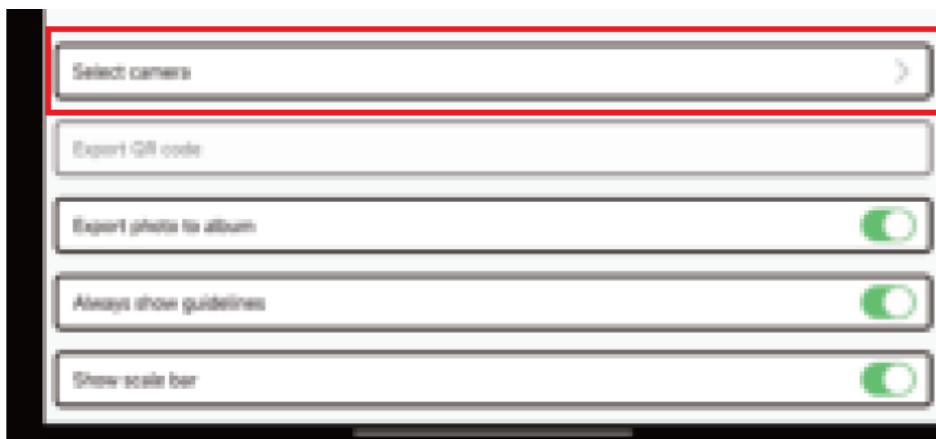 Select camera
Export QR code
Export photo to album
Always show guidelines
Show scale bar